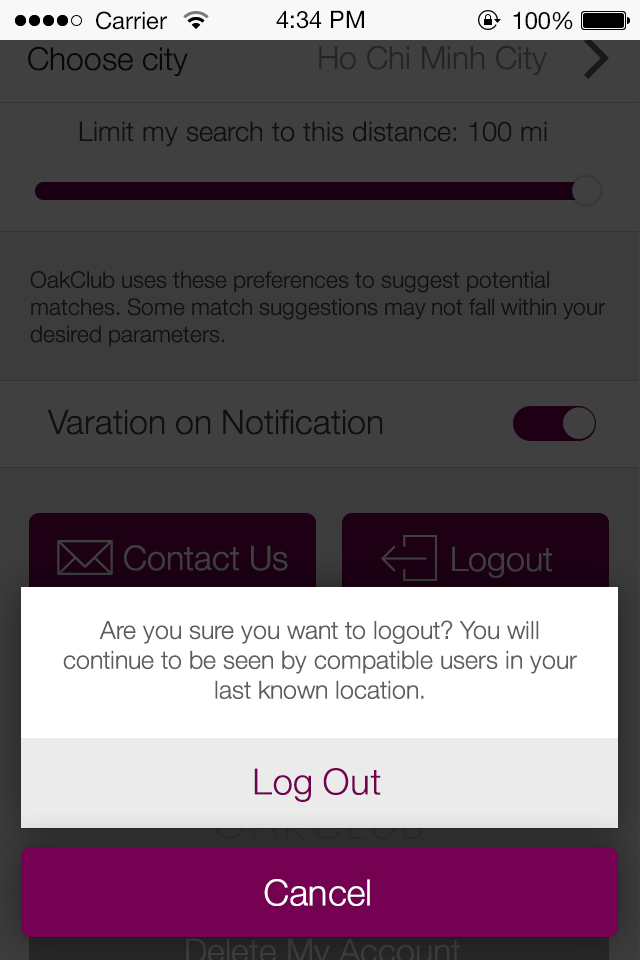 Carrier 4:34 PM 100%
Choose city Ho Chi Minh City
Limit my search to this distance: 100 mi
OakClub uses these preferences to suggest potential
matches. Some match suggestions may not fall within your
desired parameters.
Varation on Notification
Contact Us Logout
Are you sure you want to logout? You will
continue to be seen by compatible users in your
last known location.
Log Out
OAKCLUB
Cancel
Delete My Account